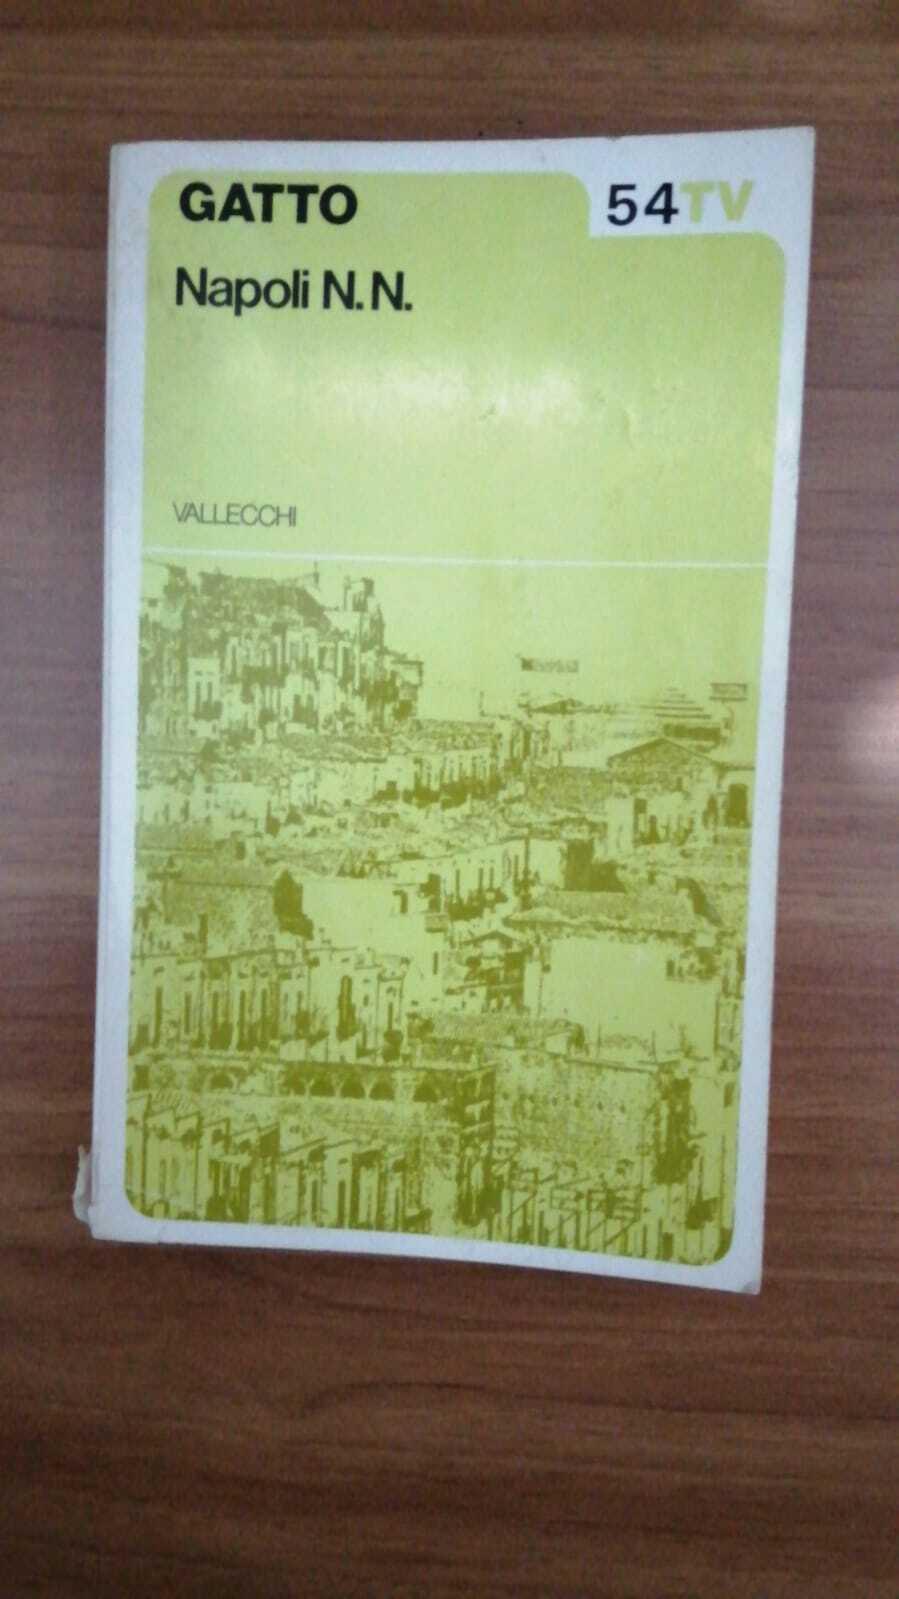 GATTO
54TV
Napoli N.N.
VALLECCHI